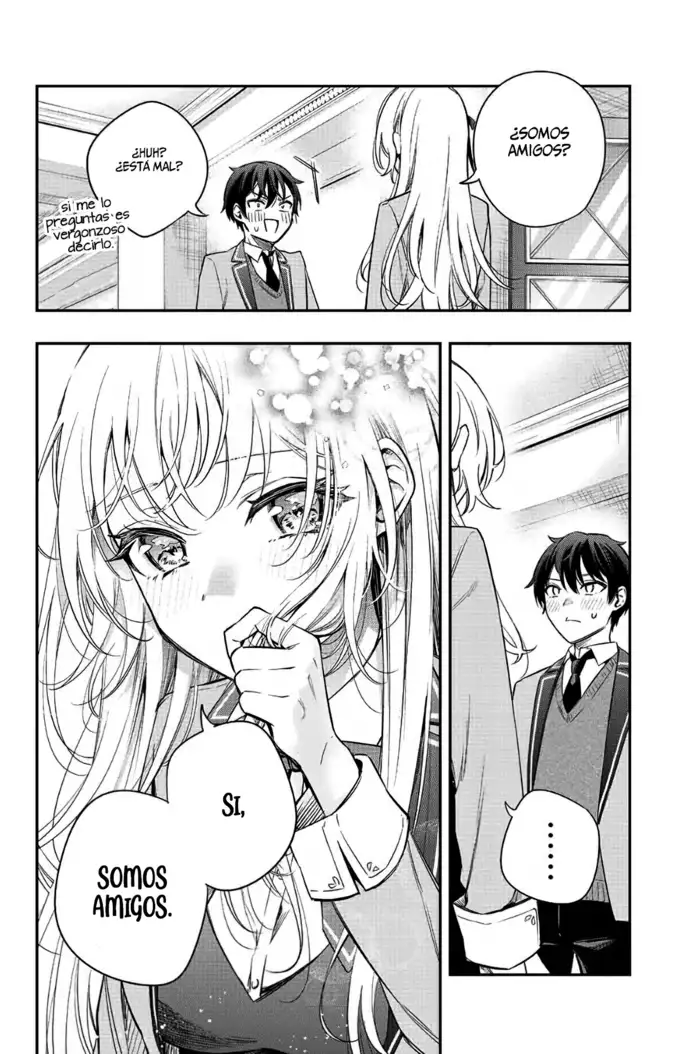 ¿SOMOS
AMIGOS?
¿HUH?
¿ESTÁ MAL?
si me lo
preguntas es
vergonzoso
decirlo.
......
SI,
SOMOS
AMIGOS.